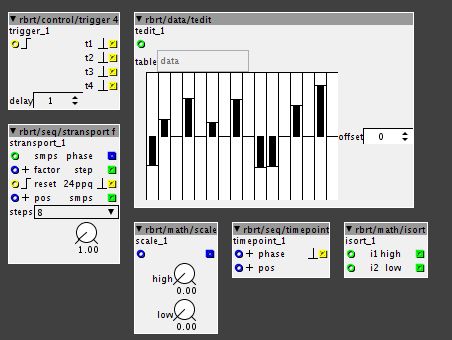 rbrt/control/trigger 4
trigger_1
t1
t2
t3
t4
delay 1
rbrt/data/tedit
tedit_1
table data
offset 0
rbrt/seq/stransport f
stransport_1
smps phase
+ factor step
reset 24ppq
+ pos smps
steps 8
1.00
rbrt/math/scale
scale_1
high
0.00
low
0.00
rbrt/seq/timepoint
timepoint_1
+ phase
+ pos
rbrt/math/isort
isort_1
i1 high
i2 low